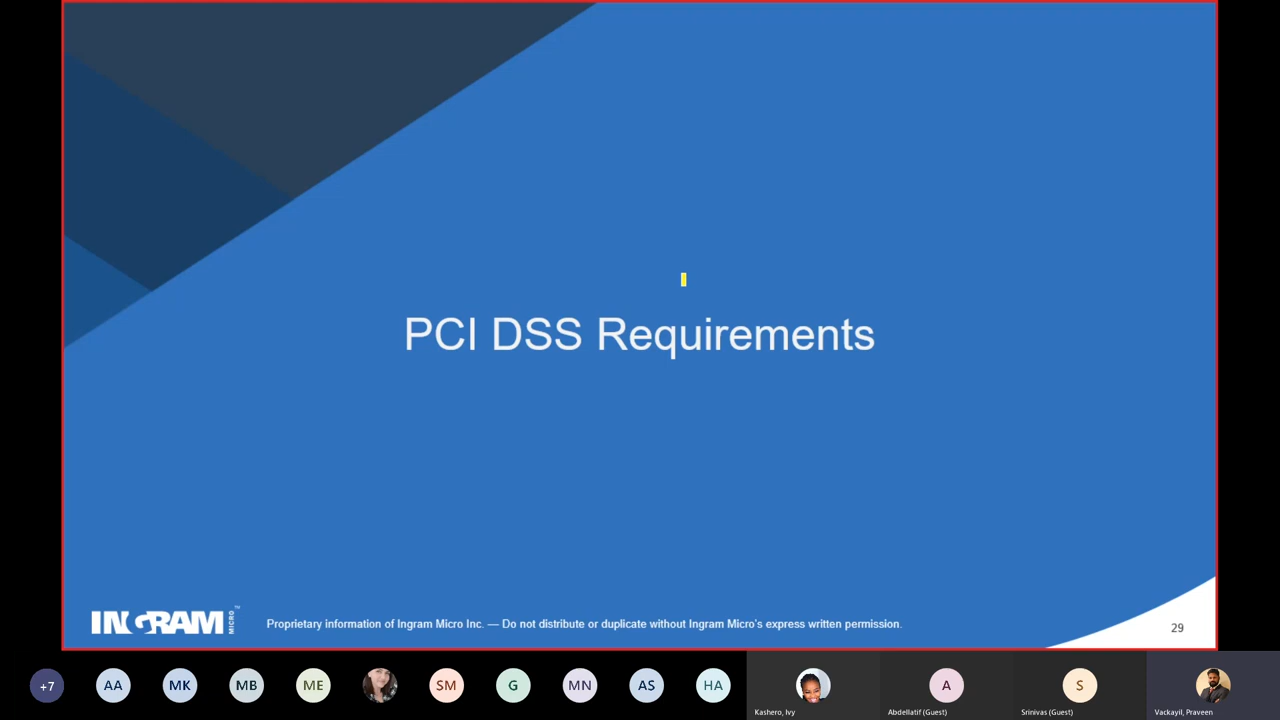 PCI DSS Requirements
INGRAM
MICRO
TM
Proprietary information of Ingram Micro Inc. — Do not distribute or duplicate without Ingram Micro's express written permission.
29
+7
AA
MK
MB
ME
SM
G
MN
AS
HA
A
S
Kashero, Ivy
Abdellatif (Guest)
Srinivas (Guest)
Vackayil, Praveen